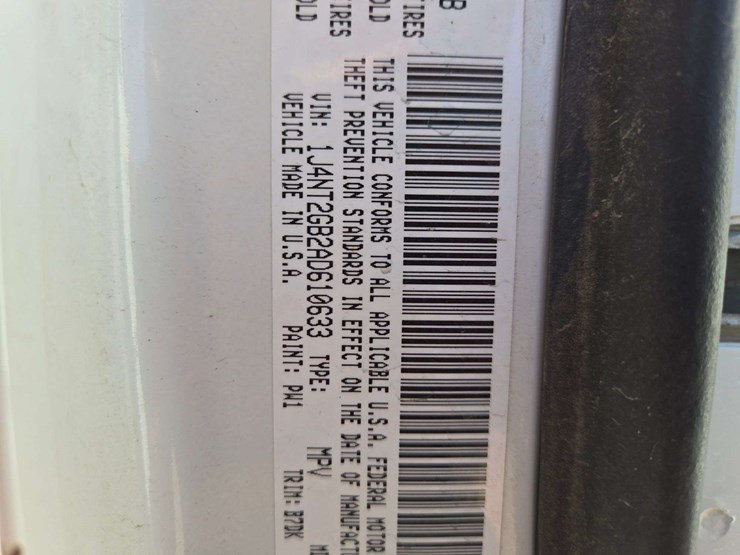 B
IRES
OLD
IRES
OLD
THIS VEHICLE CONFORMS TO ALL APPLICABLE U.S.A. FEDERAL MOTOR
THEFT PREVENTION STANDARDS IN EFFECT ON THE DATE OF MANUFACT
VIN: 1J4NT2GB2AD610633 TYPE: MPV
VEHICLE MADE IN U.S.A. PAINT: PW1 TRIM: B7DK